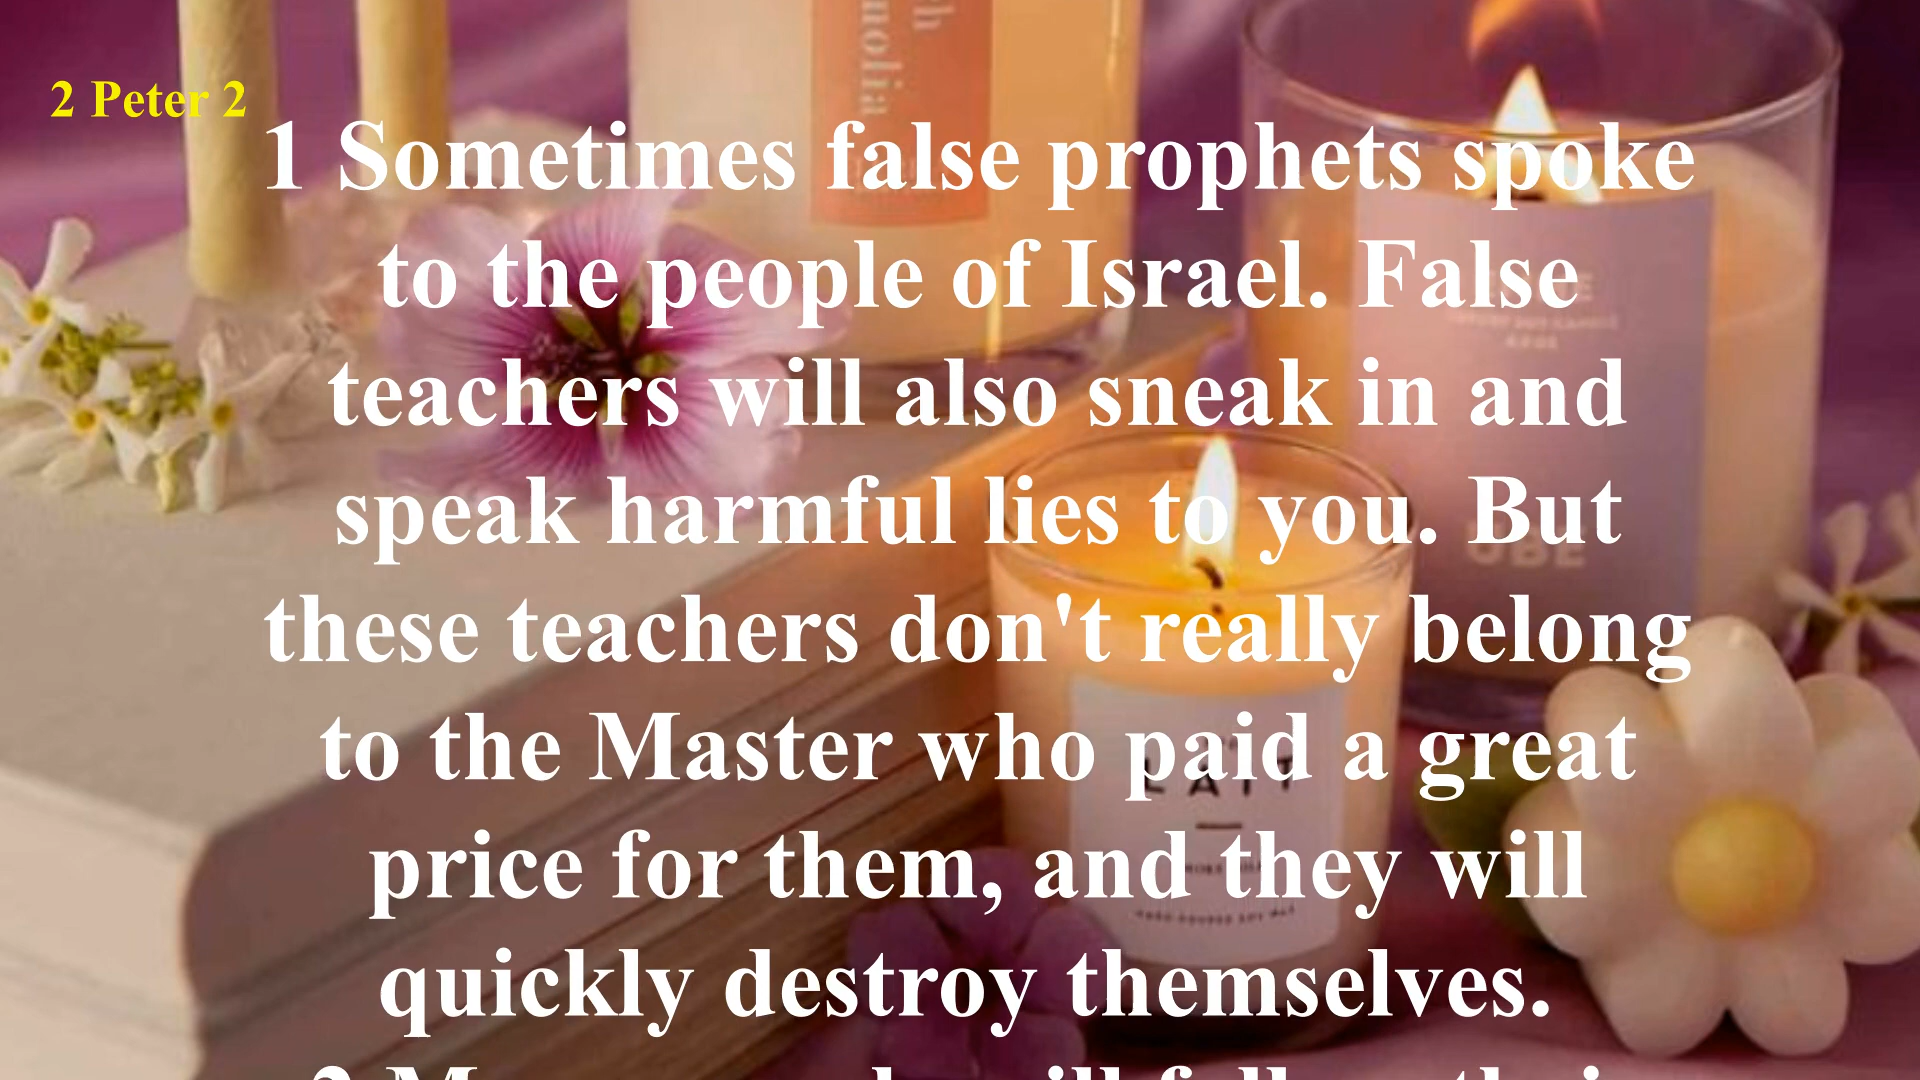 2 Peter 2
1 Sometimes false prophets spoke
to the people of Israel. False
teachers will also sneak in and
speak harmful lies to you. But
these teachers don't really belong
to the Master who paid a great
price for them, and they will
quickly destroy themselves.